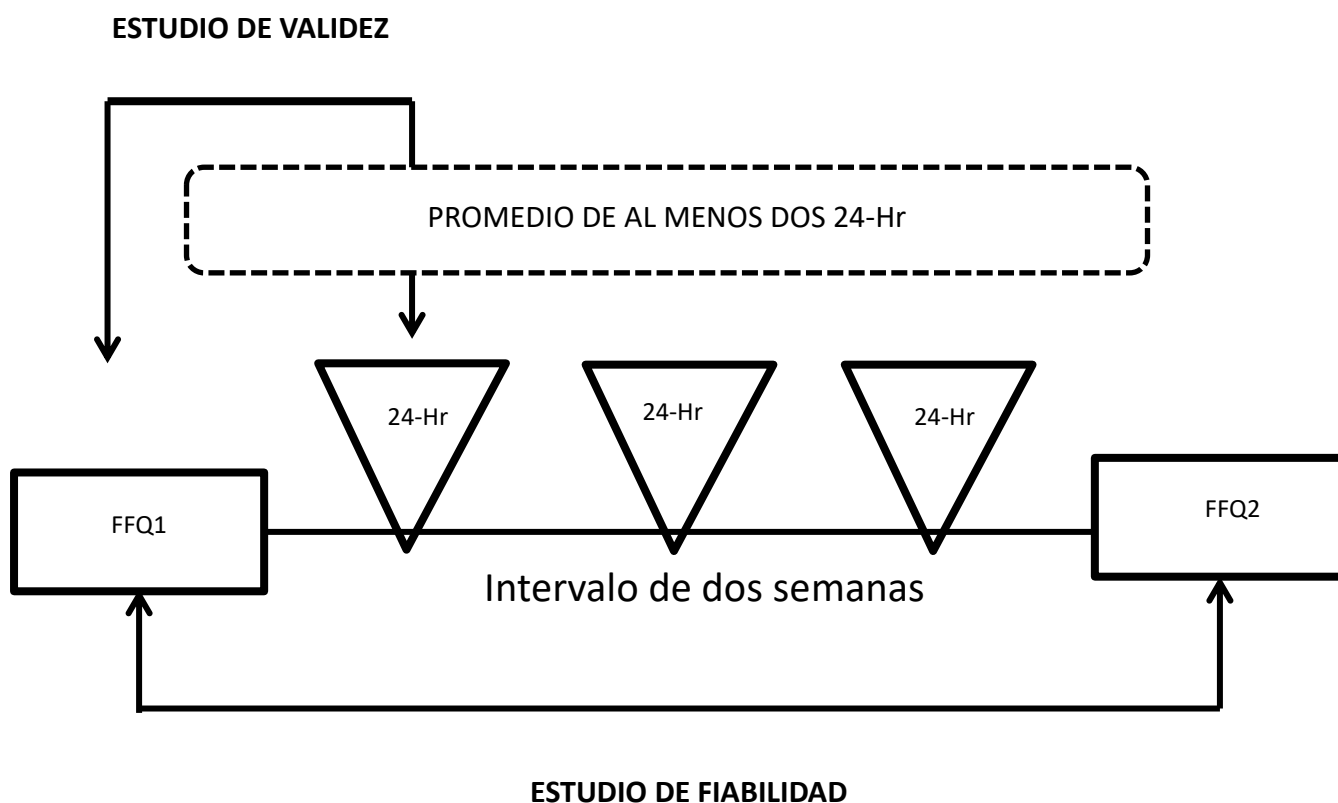 ESTUDIO DE VALIDEZ
PROMEDIO DE AL MENOS DOS 24-Hr
24-Hr
24-Hr
24-Hr
FFQ1
FFQ2
Intervalo de dos semanas
ESTUDIO DE FIABILIDAD